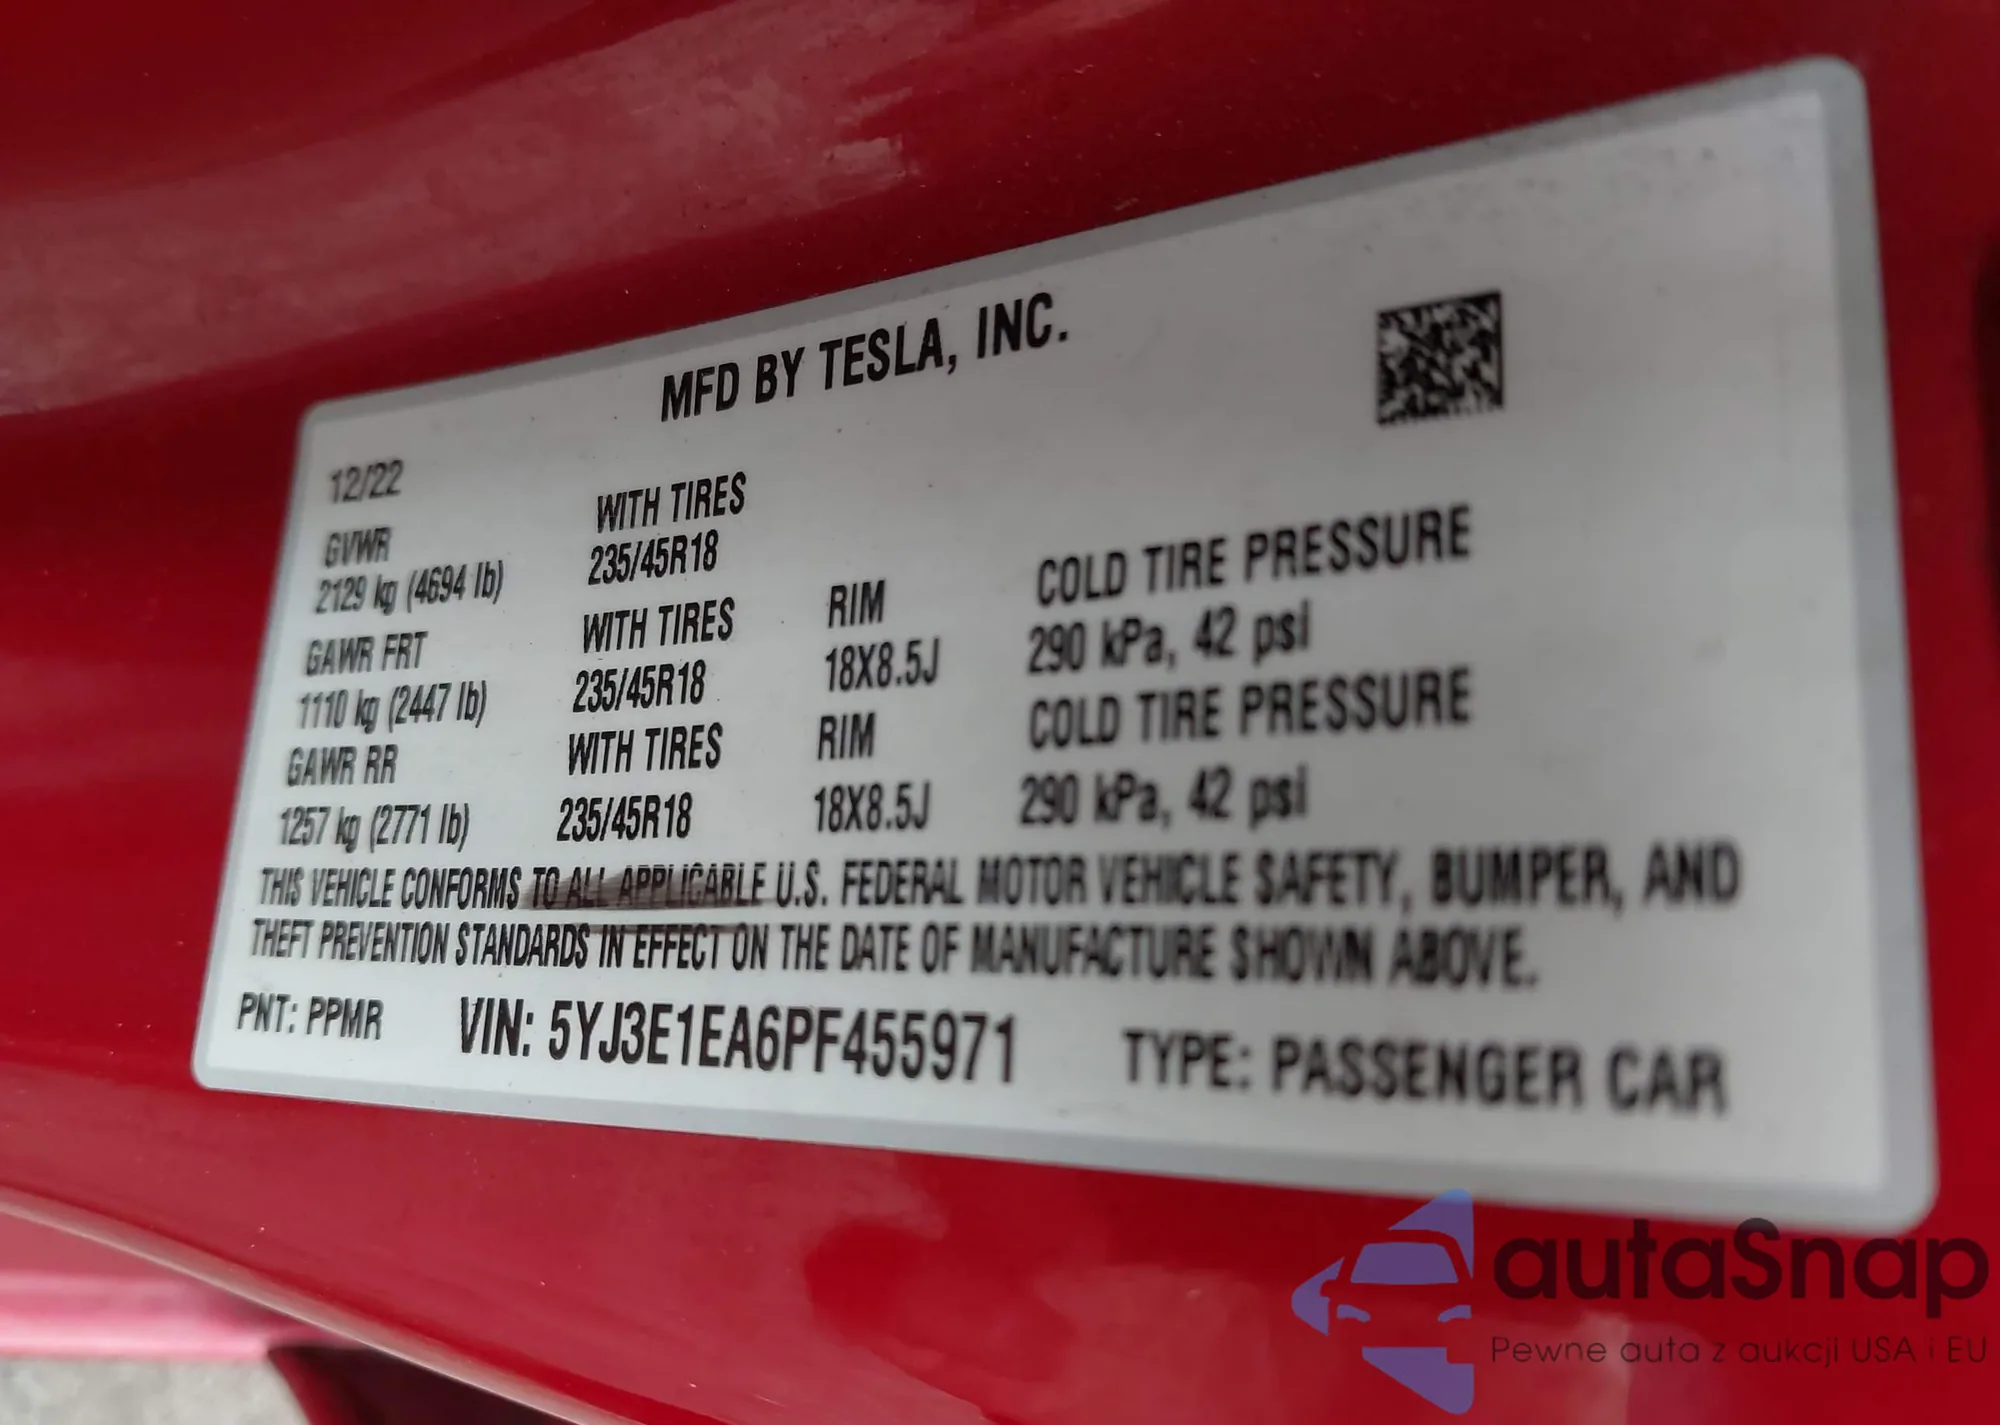 MFD BY TESLA, INC.
12/22
GVWR
2129 kg (4694 lb)
WITH TIRES
235/45R18
GAWR FRT
1110 kg (2447 lb)
WITH TIRES
235/45R18
RIM
18X8.5J
COLD TIRE PRESSURE
290 kPa, 42 psi
GAWR RR
1257 kg (2771 lb)
WITH TIRES
235/45R18
RIM
18X8.5J
COLD TIRE PRESSURE
290 kPa, 42 psi
THIS VEHICLE CONFORMS TO ALL APPLICABLE U.S. FEDERAL MOTOR VEHICLE SAFETY, BUMPER, AND
THEFT PREVENTION STANDARDS IN EFFECT ON THE DATE OF MANUFACTURE SHOWN ABOVE.
PNT: PPMR VIN: 5YJ3E1EA6PF455971 TYPE: PASSENGER CAR
autaSnap
Pewne auta z aukcji USA i EU